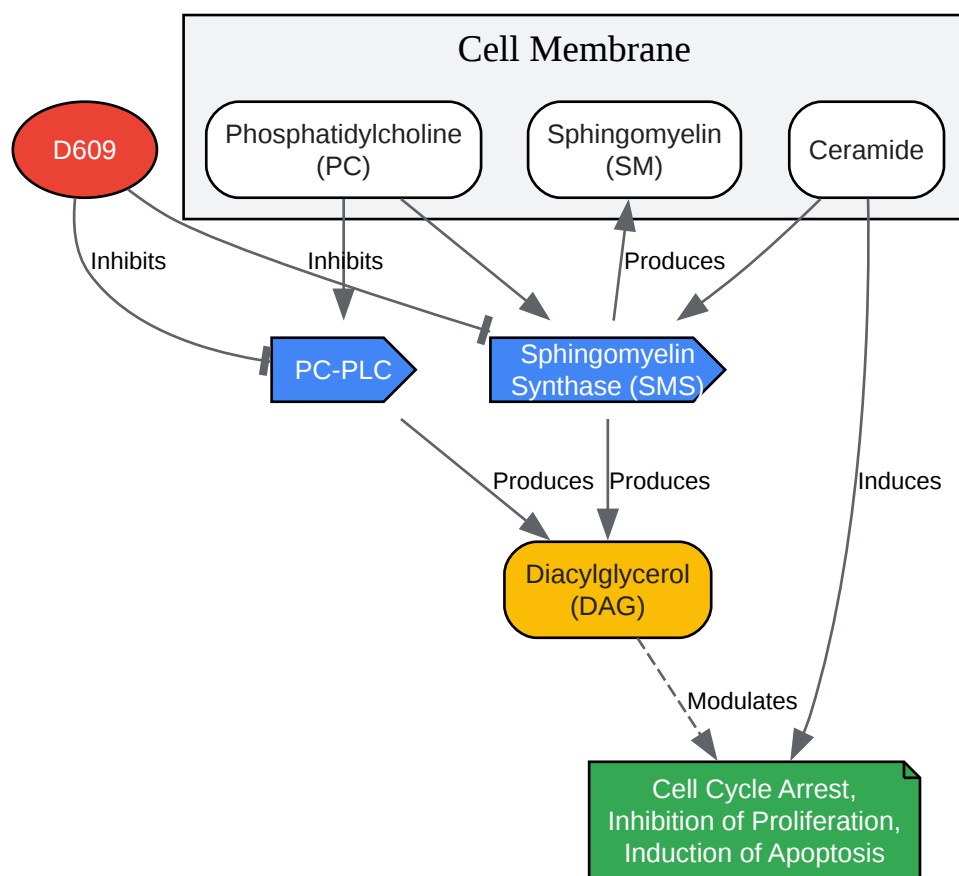 Cell Membrane
D609
Phosphatidylcholine
(PC)
Sphingomyelin
(SM)
Ceramide
Inhibits
Inhibits
Produces
PC-PLC
Sphingomyelin
Synthase (SMS)
Produces
Produces
Induces
Diacylglycerol
(DAG)
Modulates
Cell Cycle Arrest,
Inhibition of Proliferation,
Induction of Apoptosis